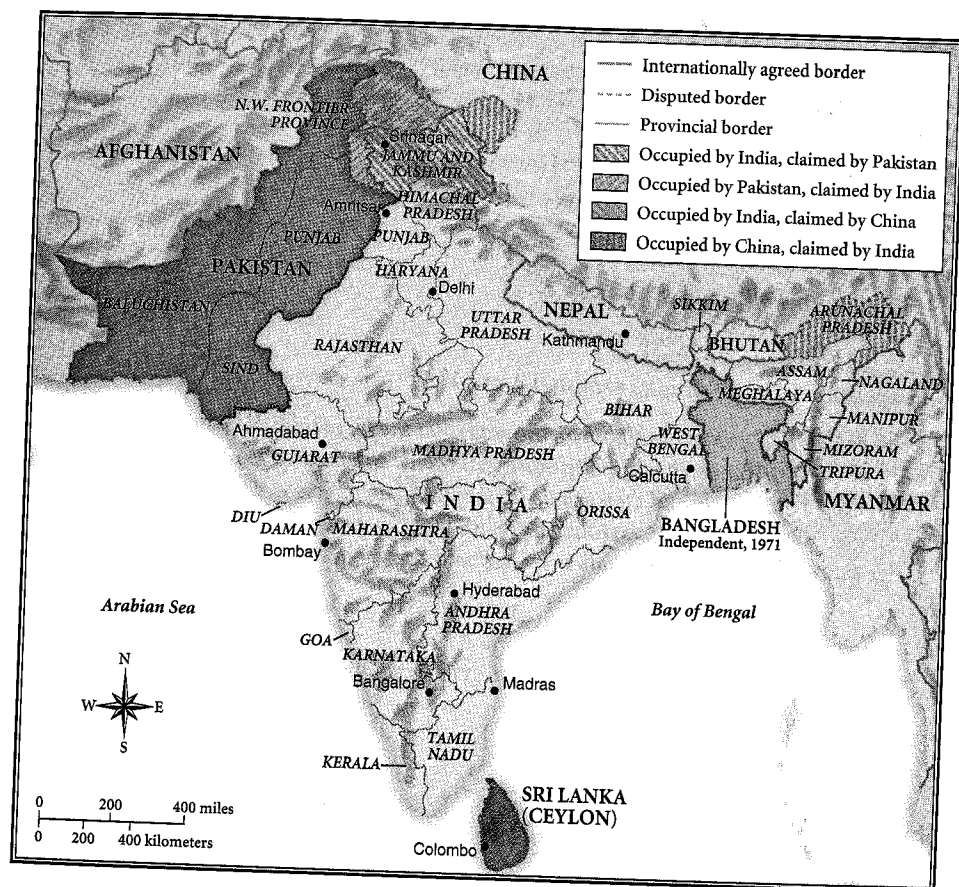 CHINA
Internationally agreed border
Disputed border
Provincial border
Occupied by India, claimed by Pakistan
Occupied by Pakistan, claimed by India
Occupied by India, claimed by China
Occupied by China, claimed by India
N.W. FRONTIER
PROVINCE
AFGHANISTAN
Srinagar
JAMMU AND
KASHMIR
HIMACHAL
PRADESH
Amritsar
PUNJAB
PUNJAB
PAKISTAN
HARYANA
Delhi
BALUCHISTAN
NEPAL
SIKKIM
ARUNACHAL
PRADESH
UTTAR
PRADESH
Kathmandu
BHUTAN
RAJASTHAN
SIND
ASSAM
NAGALAND
MEGHALAYA
BIHAR
MANIPUR
Ahmadabad
GUJARAT
MADHYA PRADESH
WEST
BENGAL
MIZORAM
Calcutta
TRIPURA
MYANMAR
INDIA
DIU
DAMAN
MAHARASHTRA
ORISSA
BANGLADESH
Independent, 1971
Bombay
Hyderabad
Arabian Sea
ANDHRA
PRADESH
Bay of Bengal
GOA
KARNATAKA
N
W
E
S
Bangalore
Madras
TAMIL
NADU
KERALA
0 200 400 miles
0 200 400 kilometers
SRI LANKA
(CEYLON)
Colombo